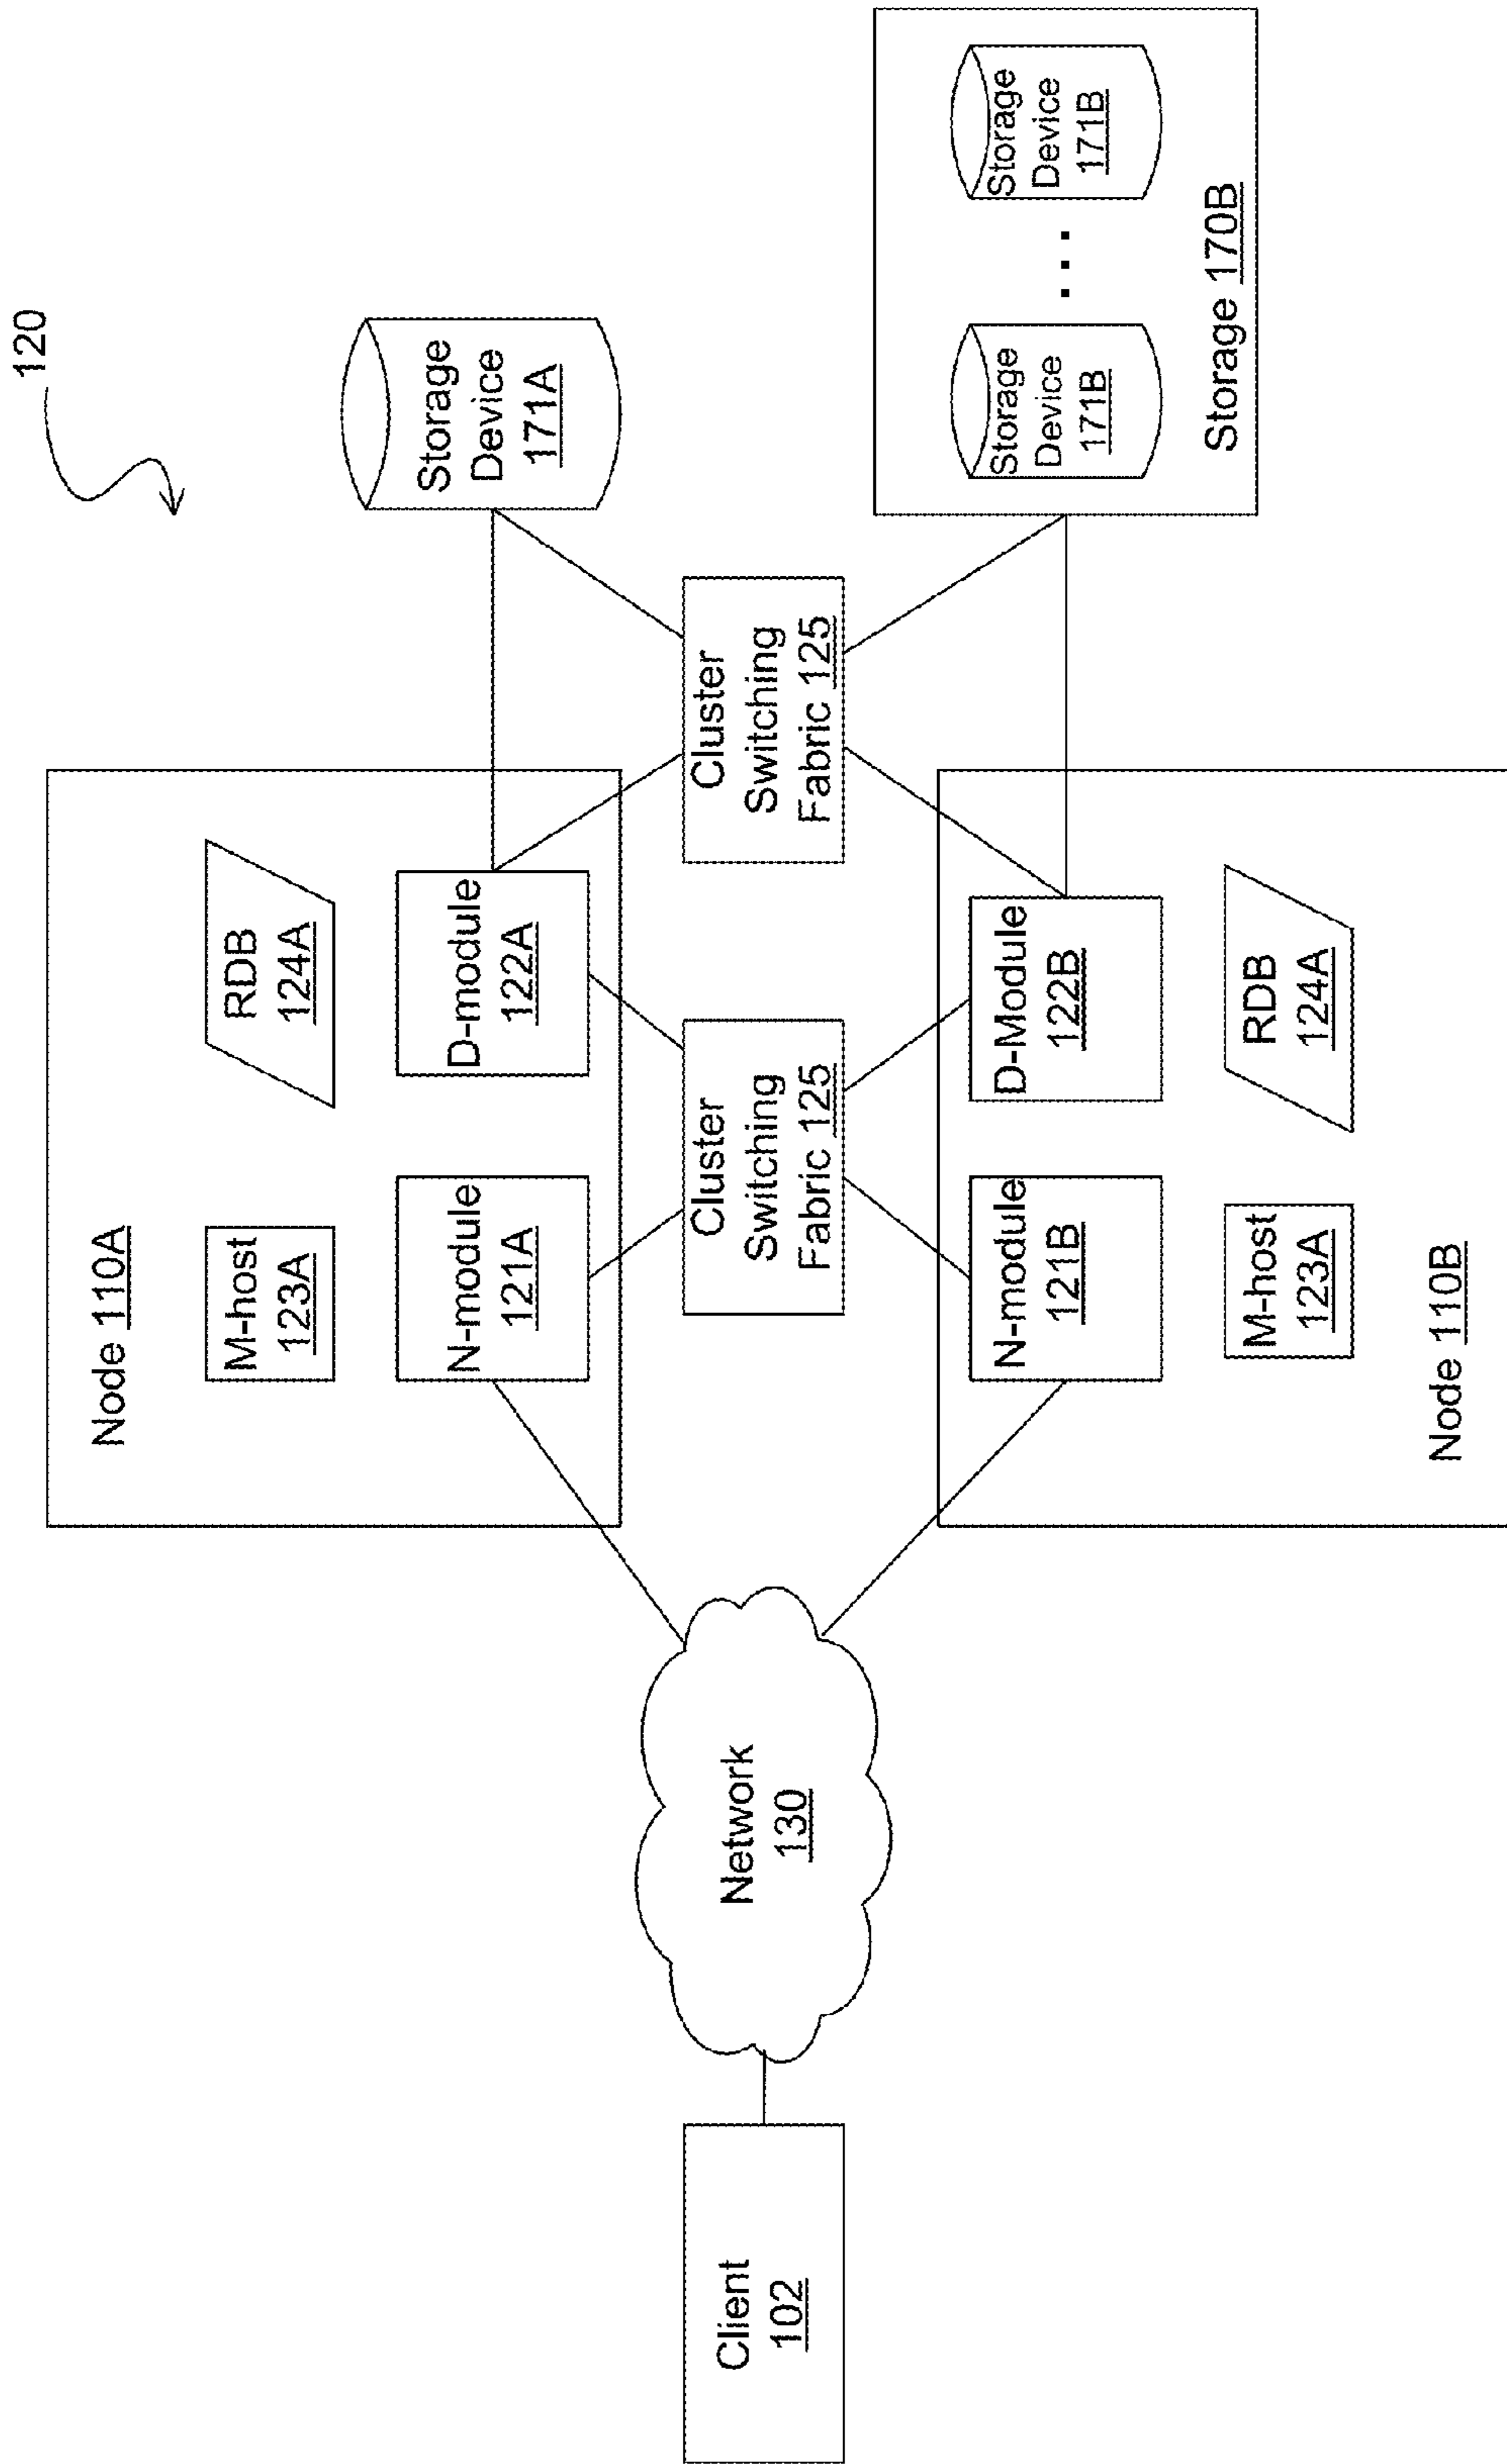 120
Node 110A
M-host
123A
RDB
124A
N-module
121A
D-module
122A
Storage
Device
171A
Client
102
Network
130
Cluster
Switching
Fabric 125
Cluster
Switching
Fabric 125
N-module
121B
D-Module
122B
M-host
123A
RDB
124A
Node 110B
Storage
Device
171B
...
Storage
Device
171B
Storage 170B